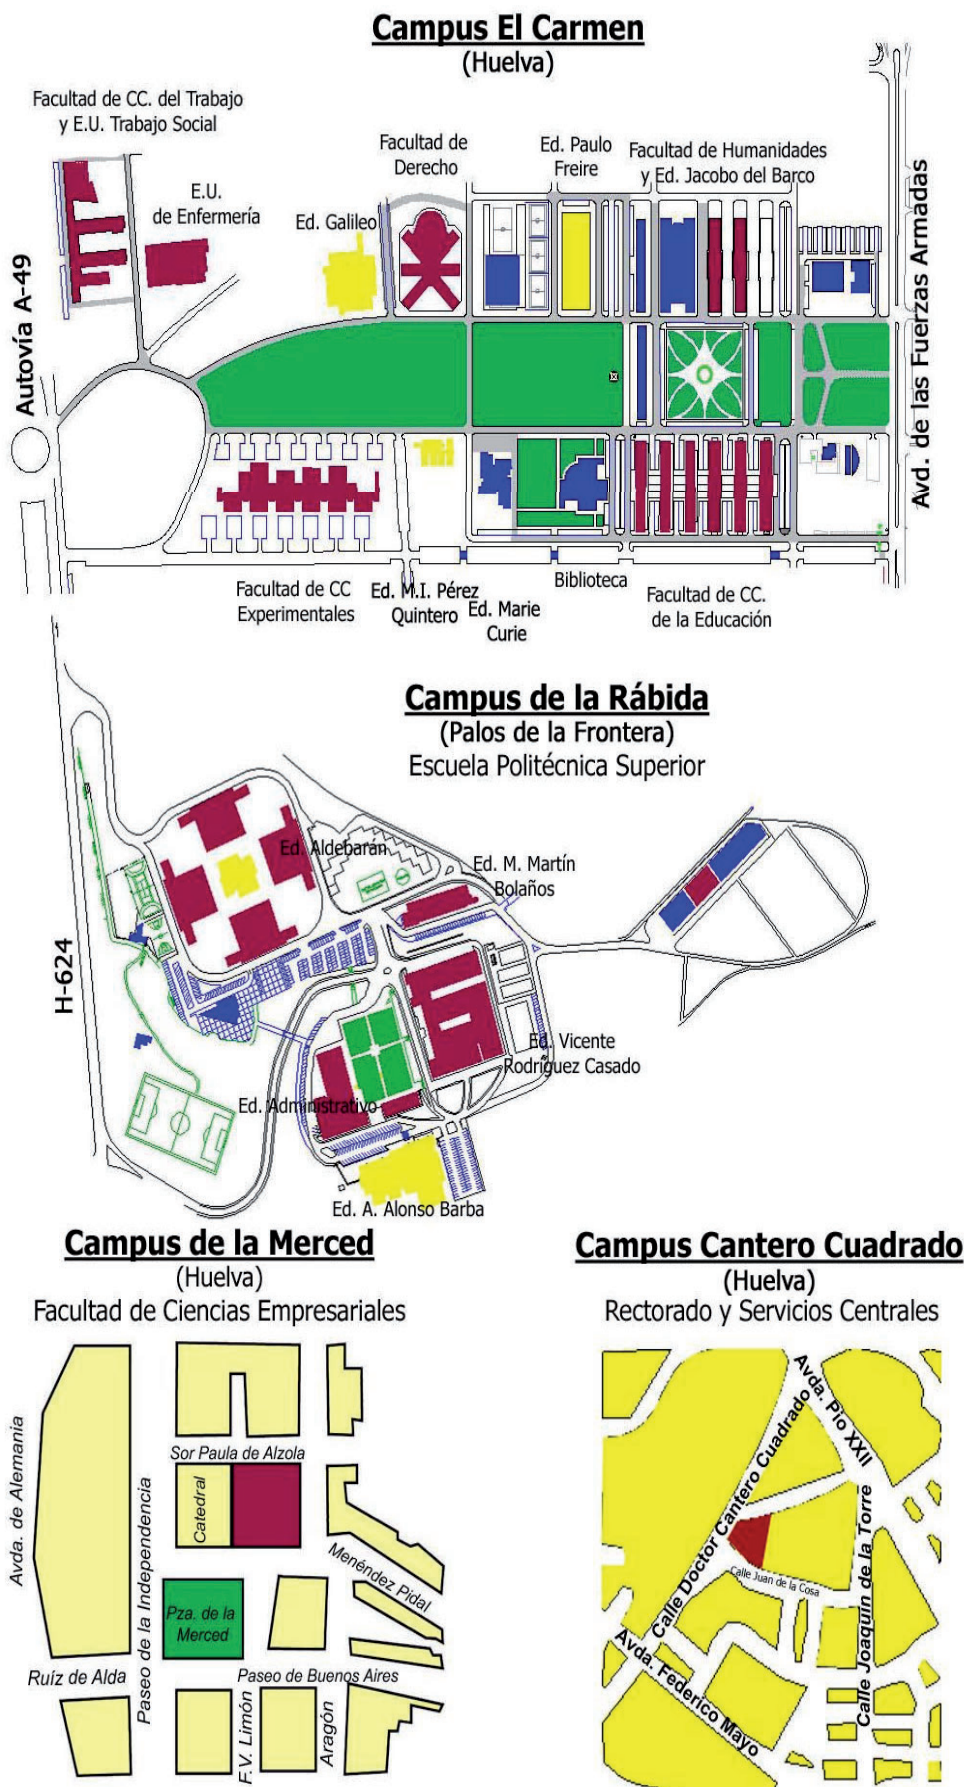 Campus El Carmen
(Huelva)
Facultad de CC. del Trabajo
y E.U. Trabajo Social
E.U.
de Enfermería
Ed. Galileo
Facultad de
Derecho
Ed. Paulo
Freire
Facultad de Humanidades
y Ed. Jacobo del Barco
Autovía A-49
Avd. de las Fuerzas Armadas
Facultad de CC
Experimentales
Ed. M.I. Pérez
Quintero
Ed. Marie
Curie
Biblioteca
Facultad de CC.
de la Educación
Campus de la Rábida
(Palos de la Frontera)
Escuela Politécnica Superior
Ed. Aldebarán
Ed. M. Martín
Bolaños
H-624
Ed. Vicente
Rodríguez Casado
Ed. Administrativo
Ed. A. Alonso Barba
Campus de la Merced
(Huelva)
Facultad de Ciencias Empresariales
Avda. de Alemania
Paseo de la Independencia
Sor Paula de Alzola
Catedral
Menéndez Pidal
Pza. de la
Merced
Ruíz de Alda
Paseo de Buenos Aires
F.V. Limón
Aragón
Campus Cantero Cuadrado
(Huelva)
Rectorado y Servicios Centrales
Avda. Pio XXII
Calle Doctor Cantero Cuadrado
Calle Juan de la Cosa
Calle Joaquin de la Torre
Avda. Federico Mayo